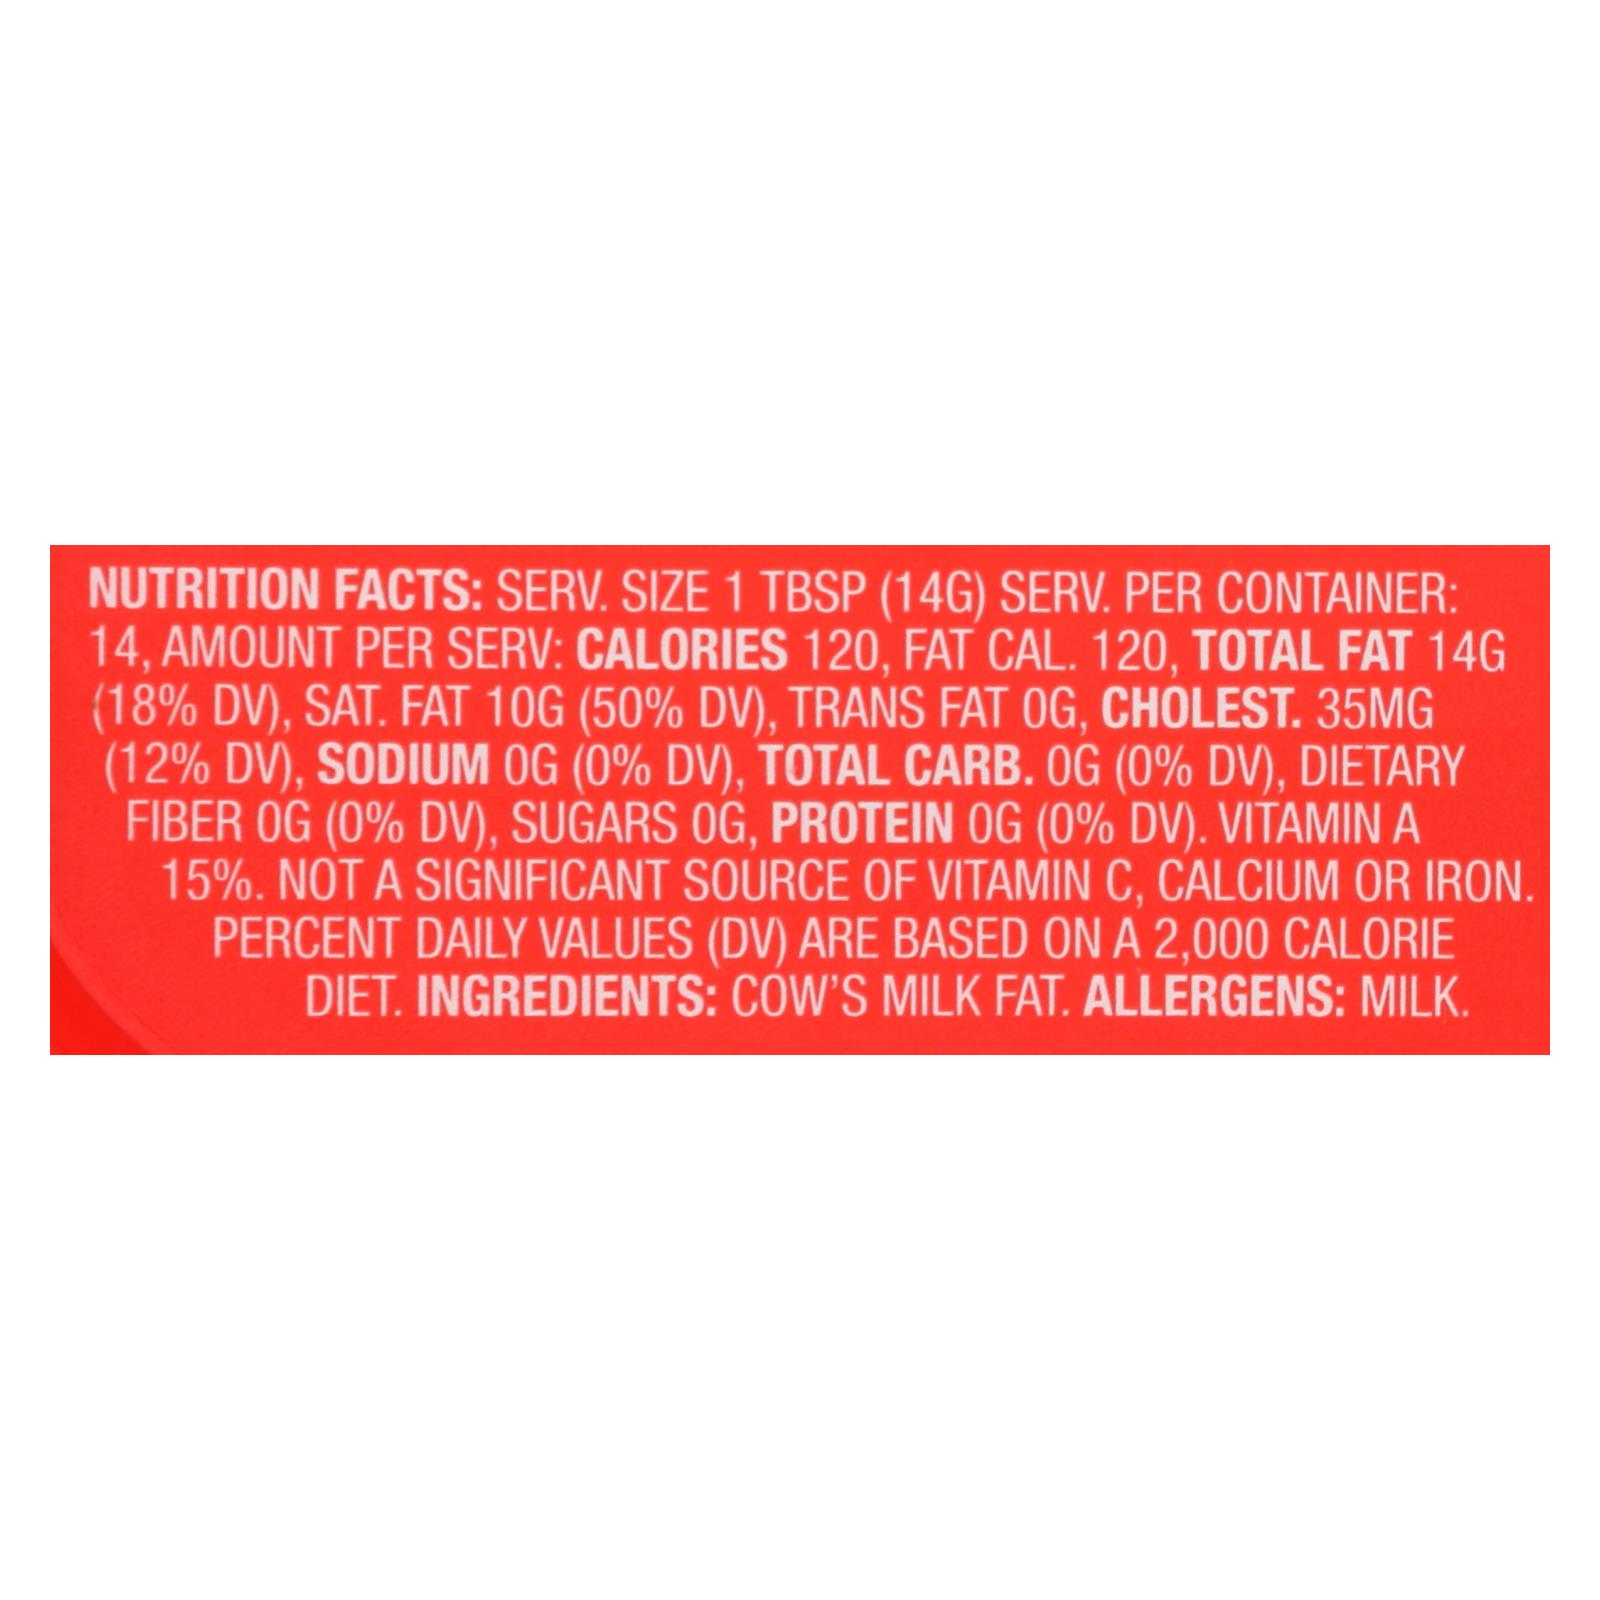 NUTRITION FACTS: SERV. SIZE 1 TBSP (14G) SERV. PER CONTAINER:
14, AMOUNT PER SERV: CALORIES 120, FAT CAL. 120, TOTAL FAT 14G
(18% DV), SAT. FAT 10G (50% DV), TRANS FAT 0G, CHOLEST. 35MG
(12% DV), SODIUM 0G (0% DV), TOTAL CARB. 0G (0% DV), DIETARY
FIBER 0G (0% DV), SUGARS 0G, PROTEIN 0G (0% DV). VITAMIN A
15%. NOT A SIGNIFICANT SOURCE OF VITAMIN C, CALCIUM OR IRON.
PERCENT DAILY VALUES (DV) ARE BASED ON A 2,000 CALORIE
DIET. INGREDIENTS: COW'S MILK FAT. ALLERGENS: MILK.